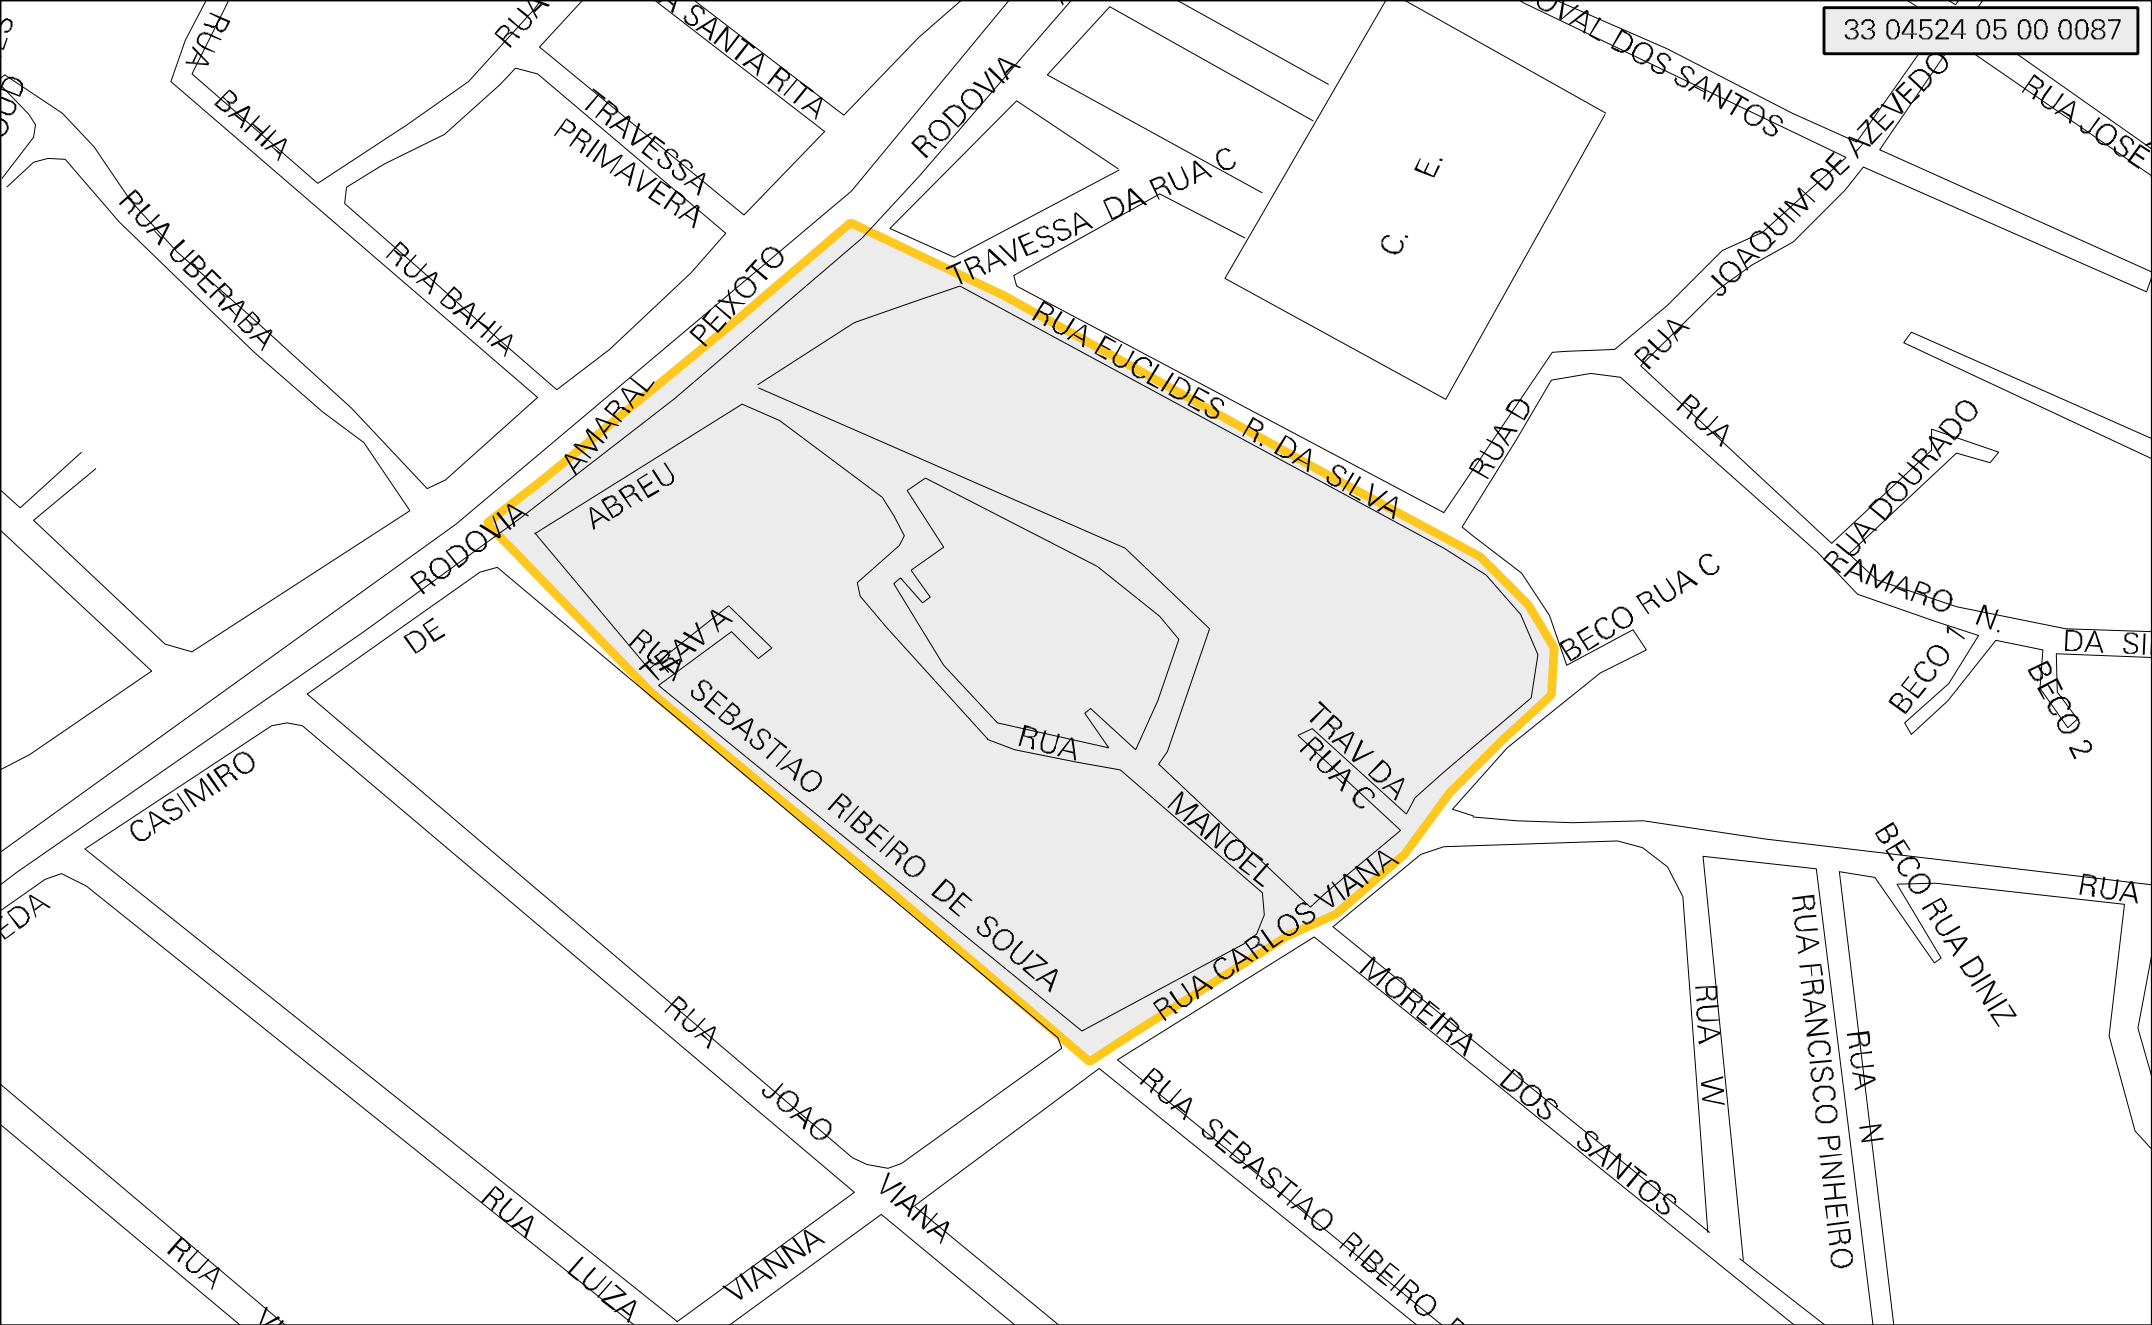 33 04524 05 00 0087
RUA
RUA
SANTA RITA
OVAL DOS SANTOS
RUA JOSE
BAHIA
TRAVESSA
PRIMAVERA
RODOVIA
TRAVESSA DA RUA C
C. E.
RUA JOAQUIM DE AZEVEDO
RUA UBERABA
RUA BAHIA
RODOVIA AMARAL PEIXOTO
RUA EUCLIDES R. DA SILVA
RUA D
RUA
RUA DOURADO
ABREU
DE
CASIMIRO
EDA
TRAV A
RUA SEBASTIAO RIBEIRO DE SOUZA
RUA MANOEL
TRAV DA
RUA C
BECO RUA C
AMARO N. DA SI
BECO 1
BECO 2
RUA CARLOS VIANA
MOREIRA DOS SANTOS
RUA
BECO RUA DINIZ
RUA W
RUA FRANCISCO PINHEIRO
RUA N
RUA JOAO
VIANA
VIANNA
RUA SEBASTIAO RIBEIRO
RUA LUIZA
RUA